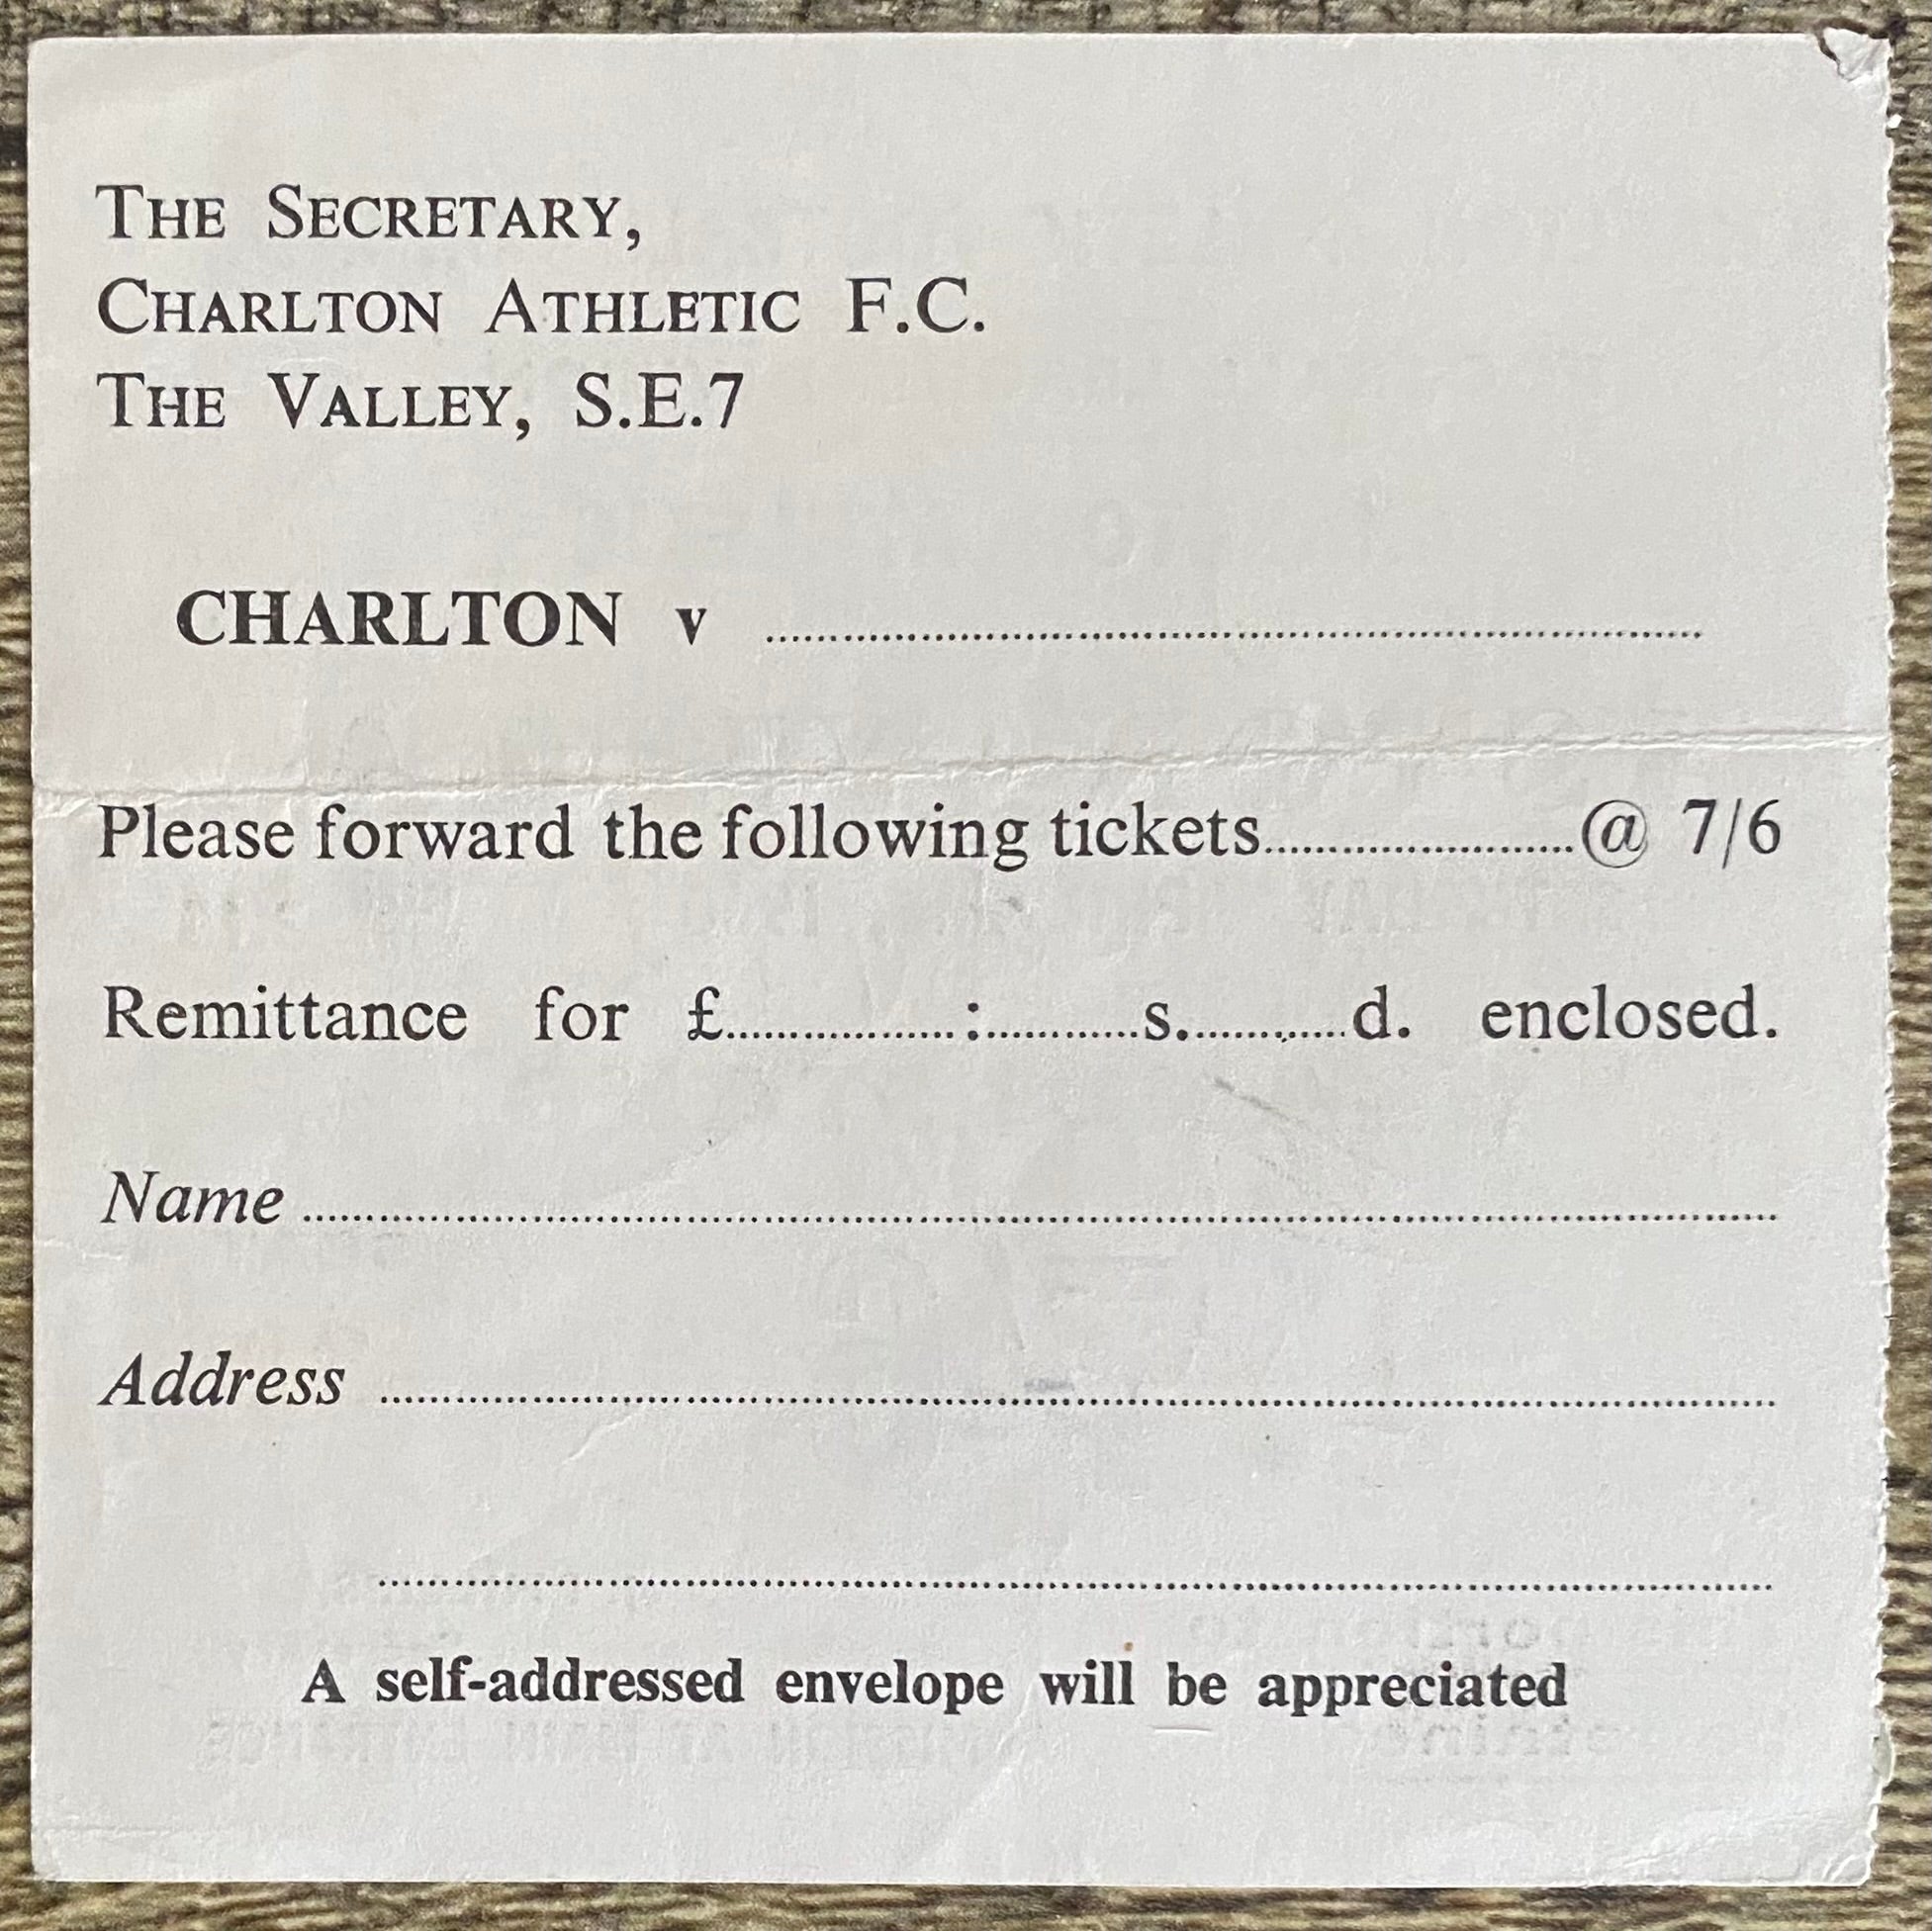 THE SECRETARY,
CHARLTON ATHLETIC F.C.
THE VALLEY, S.E.7
CHARLTON v ........................................
Please forward the following tickets....................@ 7/6
Remittance for £...............:..........s...........d. enclosed.
Name ........................................
Address ........................................
........................................
A self-addressed envelope will be appreciated